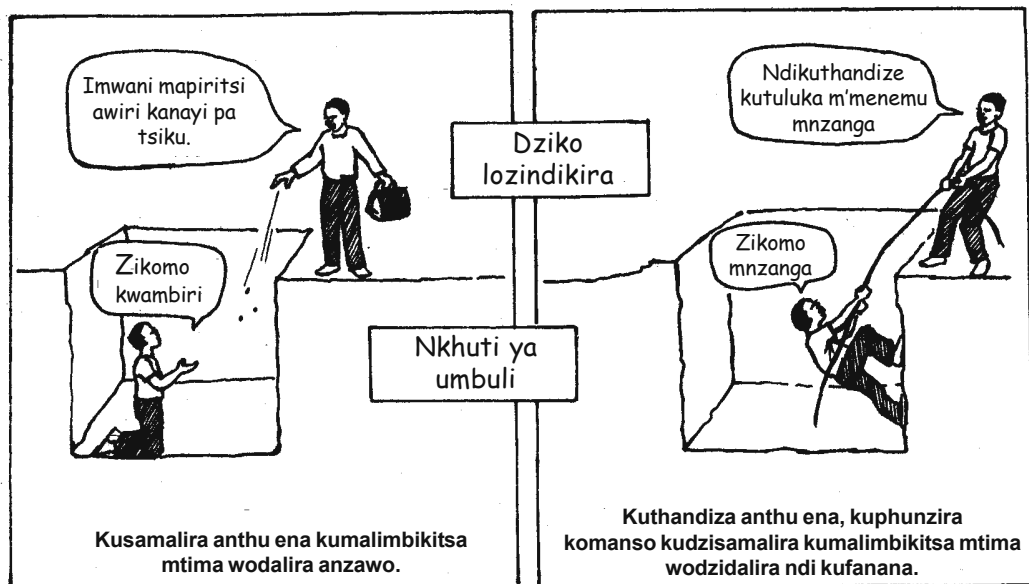 Imwani mapiritsi
awiri kanayi pa
tsiku.
Zikomo
kwambiri
Dziko
lozindikira
Nkhuti ya
umbuli
Ndikuthandize
kutuluka m'menemu
mnzanga
Zikomo
mnzanga
Kusamalira anthu ena kumalimbikitsa
mtima wodalira anzawo.
Kuthandiza anthu ena, kuphunzira
komanso kudzisamalira kumalimbikitsa mtima
wodzidalira ndi kufanana.